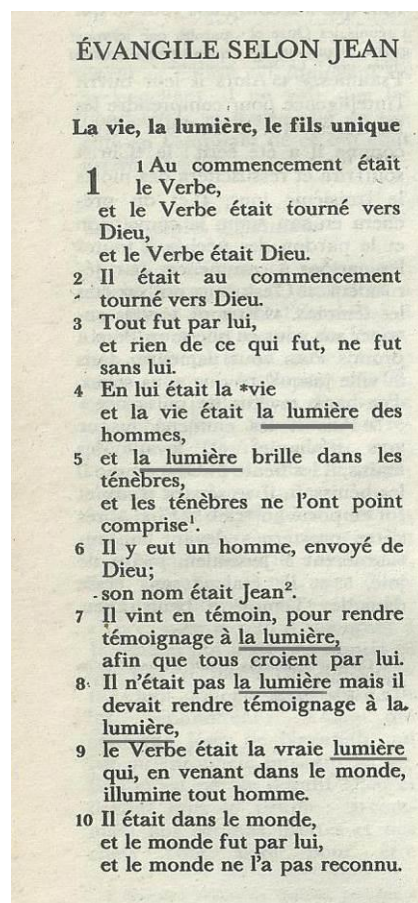 ÉVANGILE SELON JEAN
La vie, la lumière, le fils unique
1 1 Au commencement était
le Verbe,
et le Verbe était tourné vers
Dieu,
et le Verbe était Dieu.
2 Il était au commencement
tourné vers Dieu.
3 Tout fut par lui,
et rien de ce qui fut, ne fut
sans lui.
4 En lui était la *vie
et la vie était la lumière des
hommes,
5 et la lumière brille dans les
ténèbres,
et les ténèbres ne l'ont point
comprise¹.
6 Il y eut un homme, envoyé de
Dieu;
son nom était Jean².
7 Il vint en témoin, pour rendre
témoignage à la lumière,
afin que tous croient par lui.
8 Il n'était pas la lumière mais il
devait rendre témoignage à la
lumière,
9 le Verbe était la vraie lumière
qui, en venant dans le monde,
illumine tout homme.
10 Il était dans le monde,
et le monde fut par lui,
et le monde ne l'a pas reconnu.